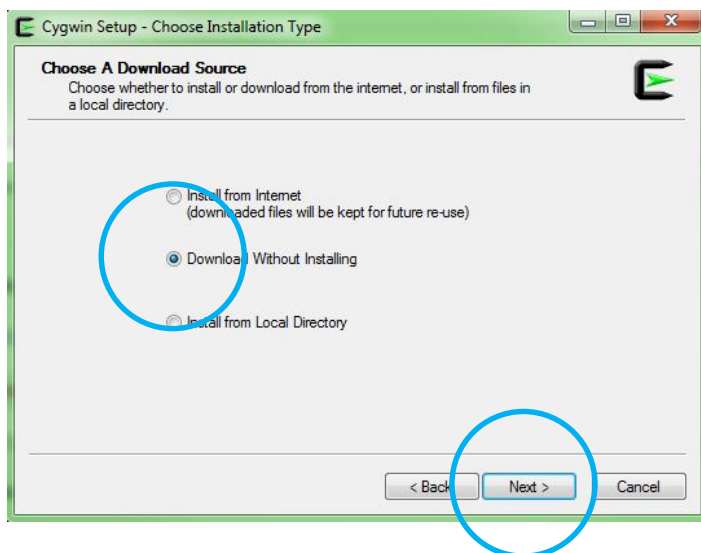 Cygwin Setup - Choose Installation Type
Choose A Download Source
Choose whether to install or download from the internet, or install from files in
a local directory.
Install from Internet
(downloaded files will be kept for future re-use)
Download Without Installing
Install from Local Directory
< Back
Next >
Cancel